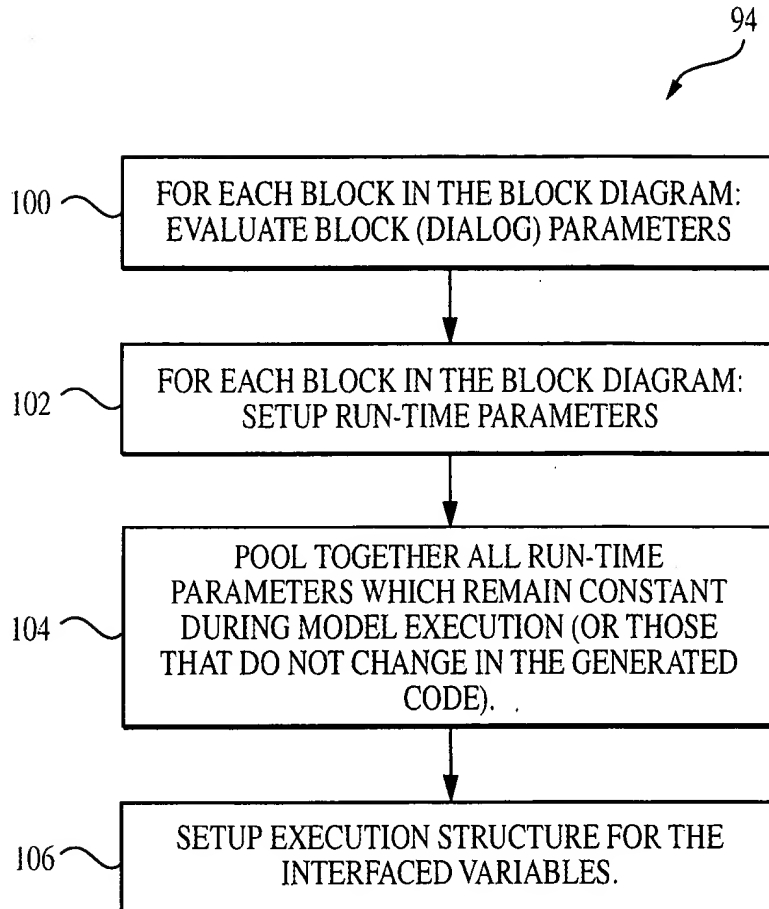 94
100
FOR EACH BLOCK IN THE BLOCK DIAGRAM:
EVALUATE BLOCK (DIALOG) PARAMETERS
102
FOR EACH BLOCK IN THE BLOCK DIAGRAM:
SETUP RUN-TIME PARAMETERS
104
POOL TOGETHER ALL RUN-TIME
PARAMETERS WHICH REMAIN CONSTANT
DURING MODEL EXECUTION (OR THOSE
THAT DO NOT CHANGE IN THE GENERATED
CODE).
106
SETUP EXECUTION STRUCTURE FOR THE
INTERFACED VARIABLES.